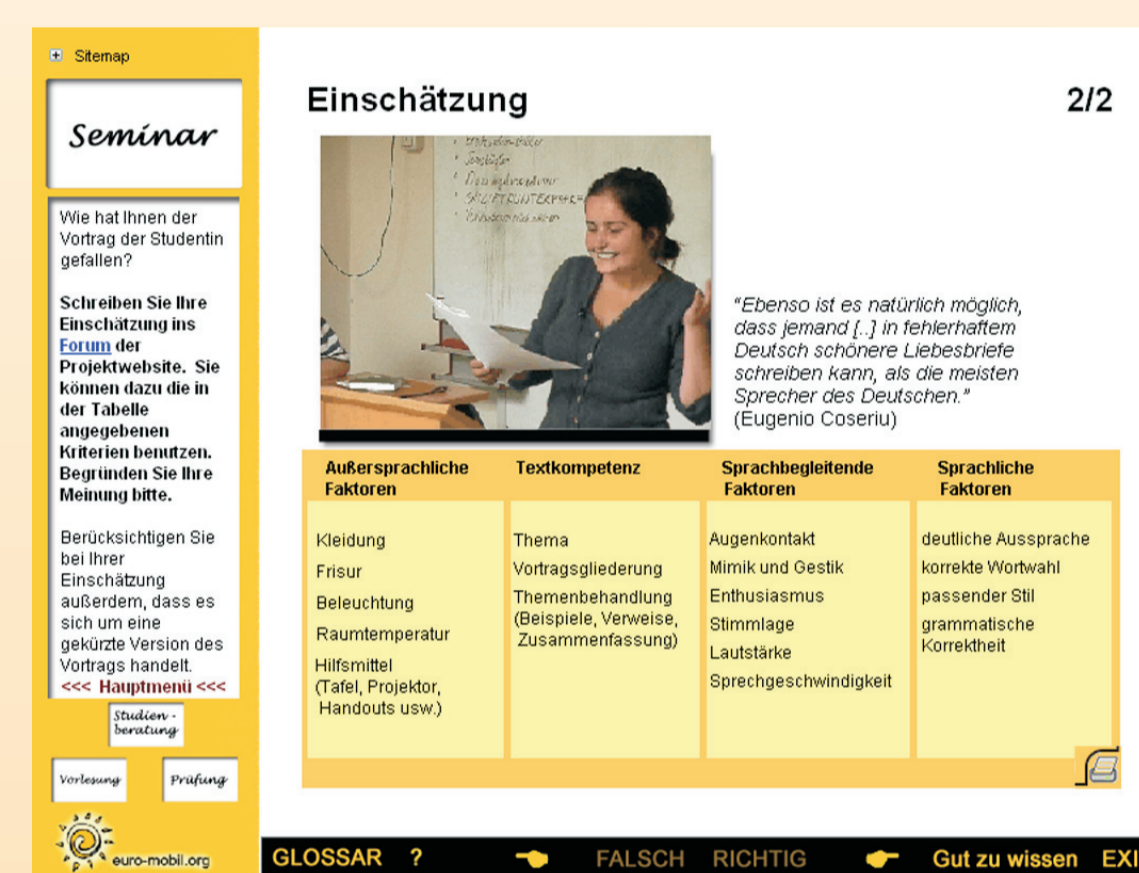 Sitemap
Seminar
Wie hat Ihnen der
Vortrag der Studentin
gefallen?
Schreiben Sie Ihre
Einschätzung ins
Forum der
Projektwebsite. Sie
können dazu die in
der Tabelle
angegebenen
Kriterien benutzen.
Begründen Sie Ihre
Meinung bitte.
Berücksichtigen Sie
bei Ihrer
Einschätzung
außerdem, dass es
sich um eine
gekürzte Version des
Vortrags handelt.
<<< Hauptmenü <<<
Studien-
beratung
Vorlesung
Prüfung
euro-mobil.org
Einschätzung 2/2
"Ebenso ist es natürlich möglich,
dass jemand [..] in fehlerhaftem
Deutsch schönere Liebesbriefe
schreiben kann, als die meisten
Sprecher des Deutschen."
(Eugenio Coseriu)
Außersprachliche
Faktoren
Kleidung
Frisur
Beleuchtung
Raumtemperatur
Hilfsmittel
(Tafel, Projektor,
Handouts usw.)
Textkompetenz
Thema
Vortragsgliederung
Themenbehandlung
(Beispiele, Verweise,
Zusammenfassung)
Sprachbegleitende
Faktoren
Augenkontakt
Mimik und Gestik
Enthusiasmus
Stimmlage
Lautstärke
Sprechgeschwindigkeit
Sprachliche
Faktoren
deutliche Aussprache
korrekte Wortwahl
passender Stil
grammatische
Korrektheit
GLOSSAR ? FALSCH RICHTIG Gut zu wissen EXI